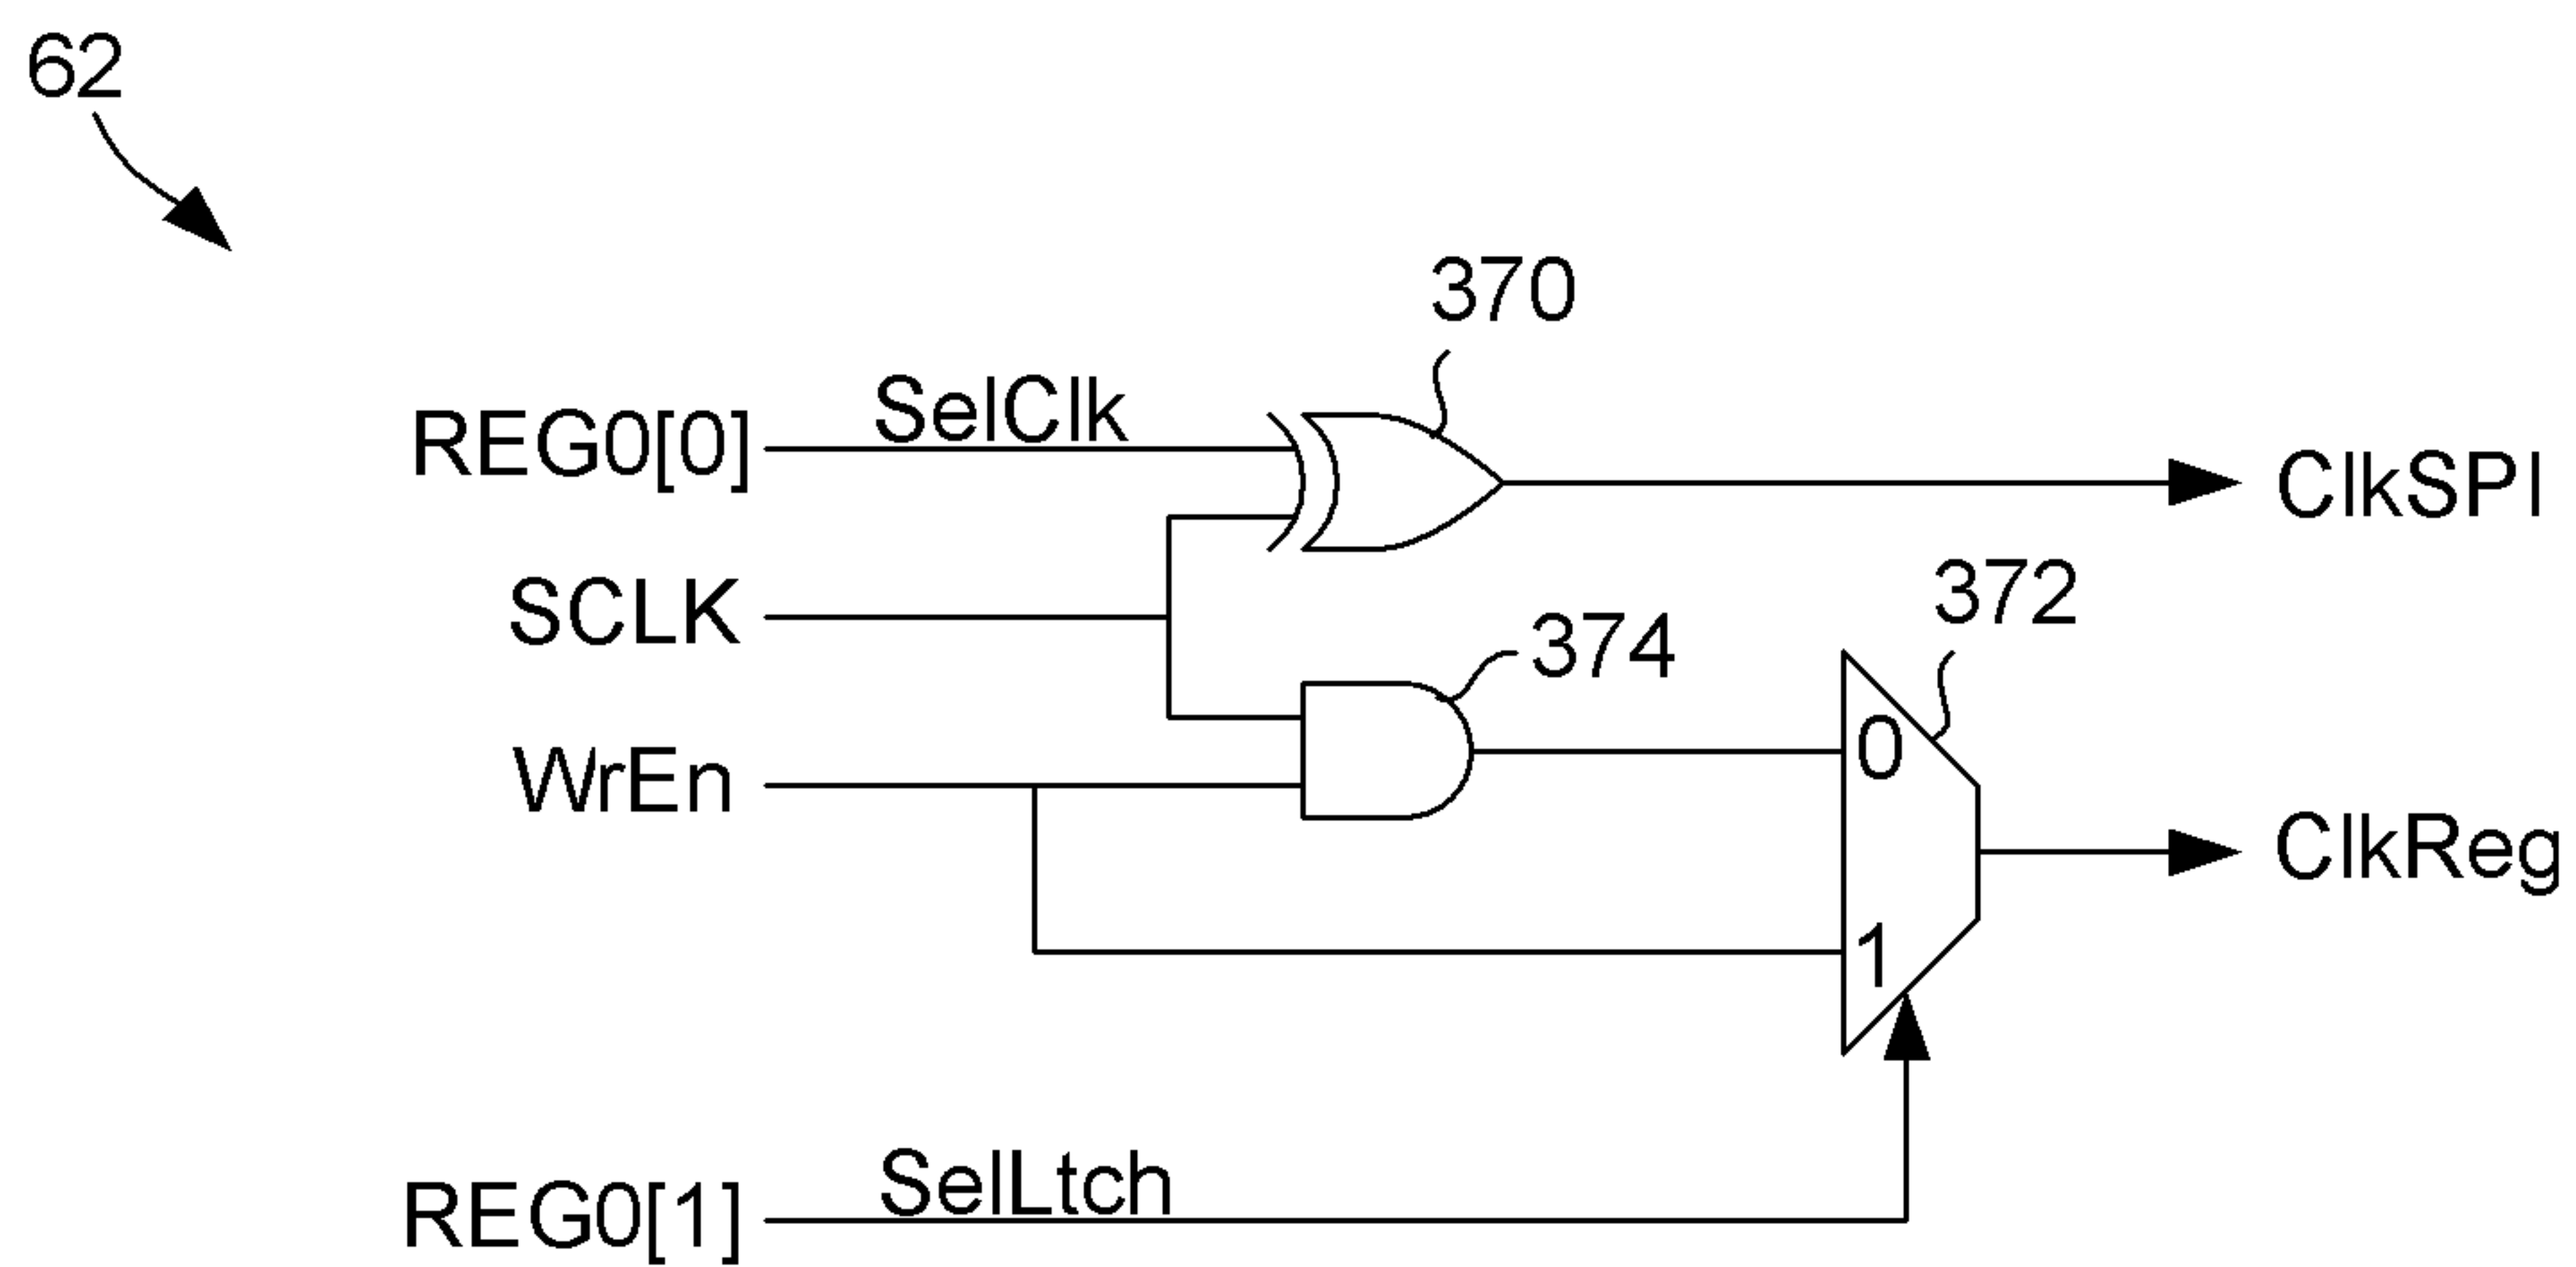 62
370
REG0[0]
SelClk
ClkSPI
SCLK
374
372
WrEn
0
ClkReg
1
REG0[1]
SelLtch